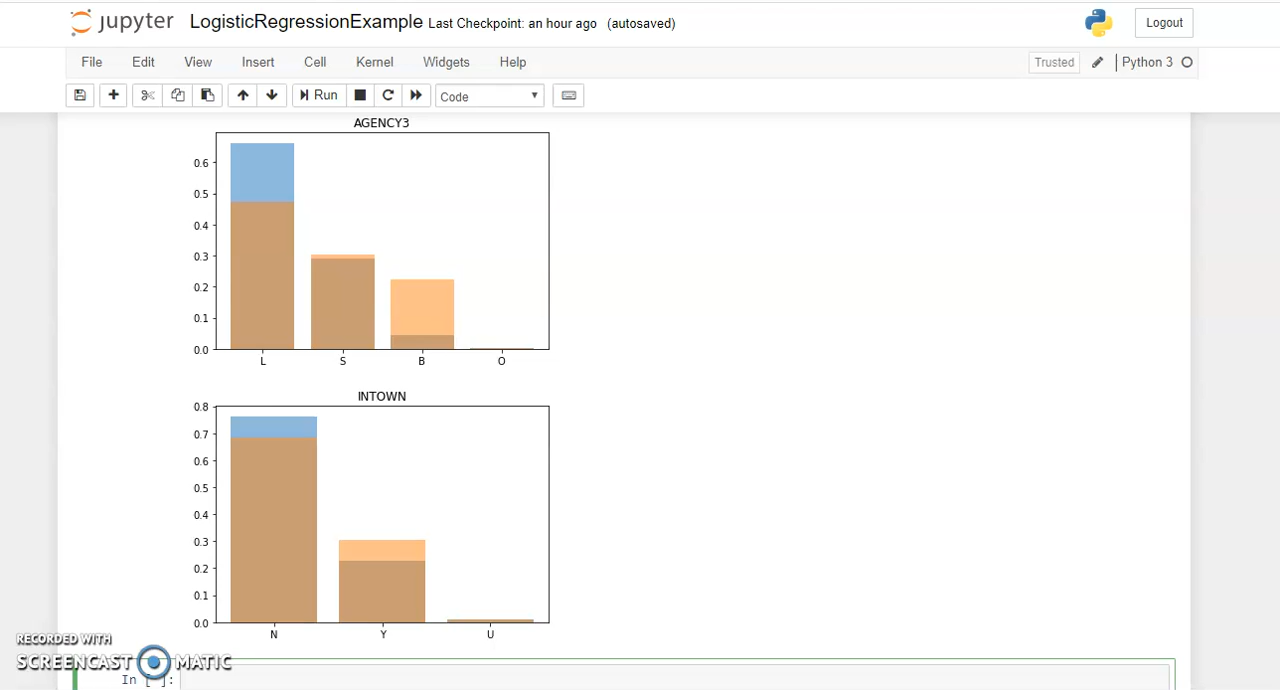 jupyter LogisticRegressionExample Last Checkpoint: an hour ago (autosaved) Logout
File Edit View Insert Cell Kernel Widgets Help Trusted Python 3
Run Code
AGENCY3
0.6
0.5
0.4
0.3
0.2
0.1
0.0
L S B O
INTOWN
0.8
0.7
0.6
0.5
0.4
0.3
0.2
0.1
0.0
N Y U
RECORDED WITH
SCREENCAST MATIC
In [ ]: